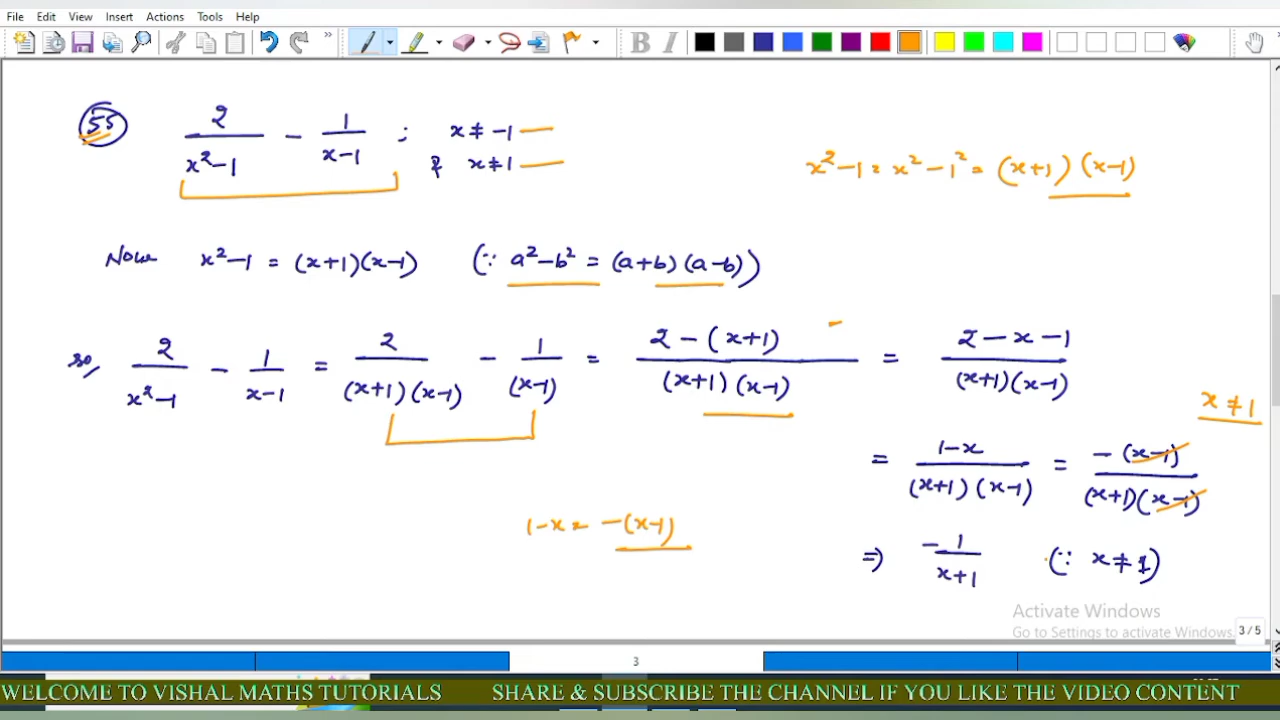 File Edit View Insert Actions Tools Help
55 2/(x²-1) - 1/(x-1) ; x ≠ -1
& x ≠ 1
x²-1 = x²-1² = (x+1)(x-1)
Now x²-1 = (x+1)(x-1) (∵ a²-b² = (a+b)(a-b))
so, 2/(x²-1) - 1/(x-1) = 2/((x+1)(x-1)) - 1/(x-1) = (2-(x+1))/((x+1)(x-1)) = (2-x-1)/((x+1)(x-1))
x ≠ 1
= (1-x)/((x+1)(x-1)) = -(x-1)/((x+1)(x-1))
1-x = -(x-1)
⇒ -1/(x+1) (∵ x ≠ 1)
Activate Windows
Go to Settings to activate Windows.
3/5
3
WELCOME TO VISHAL MATHS TUTORIALS SHARE & SUBSCRIBE THE CHANNEL IF YOU LIKE THE VIDEO CONTENT